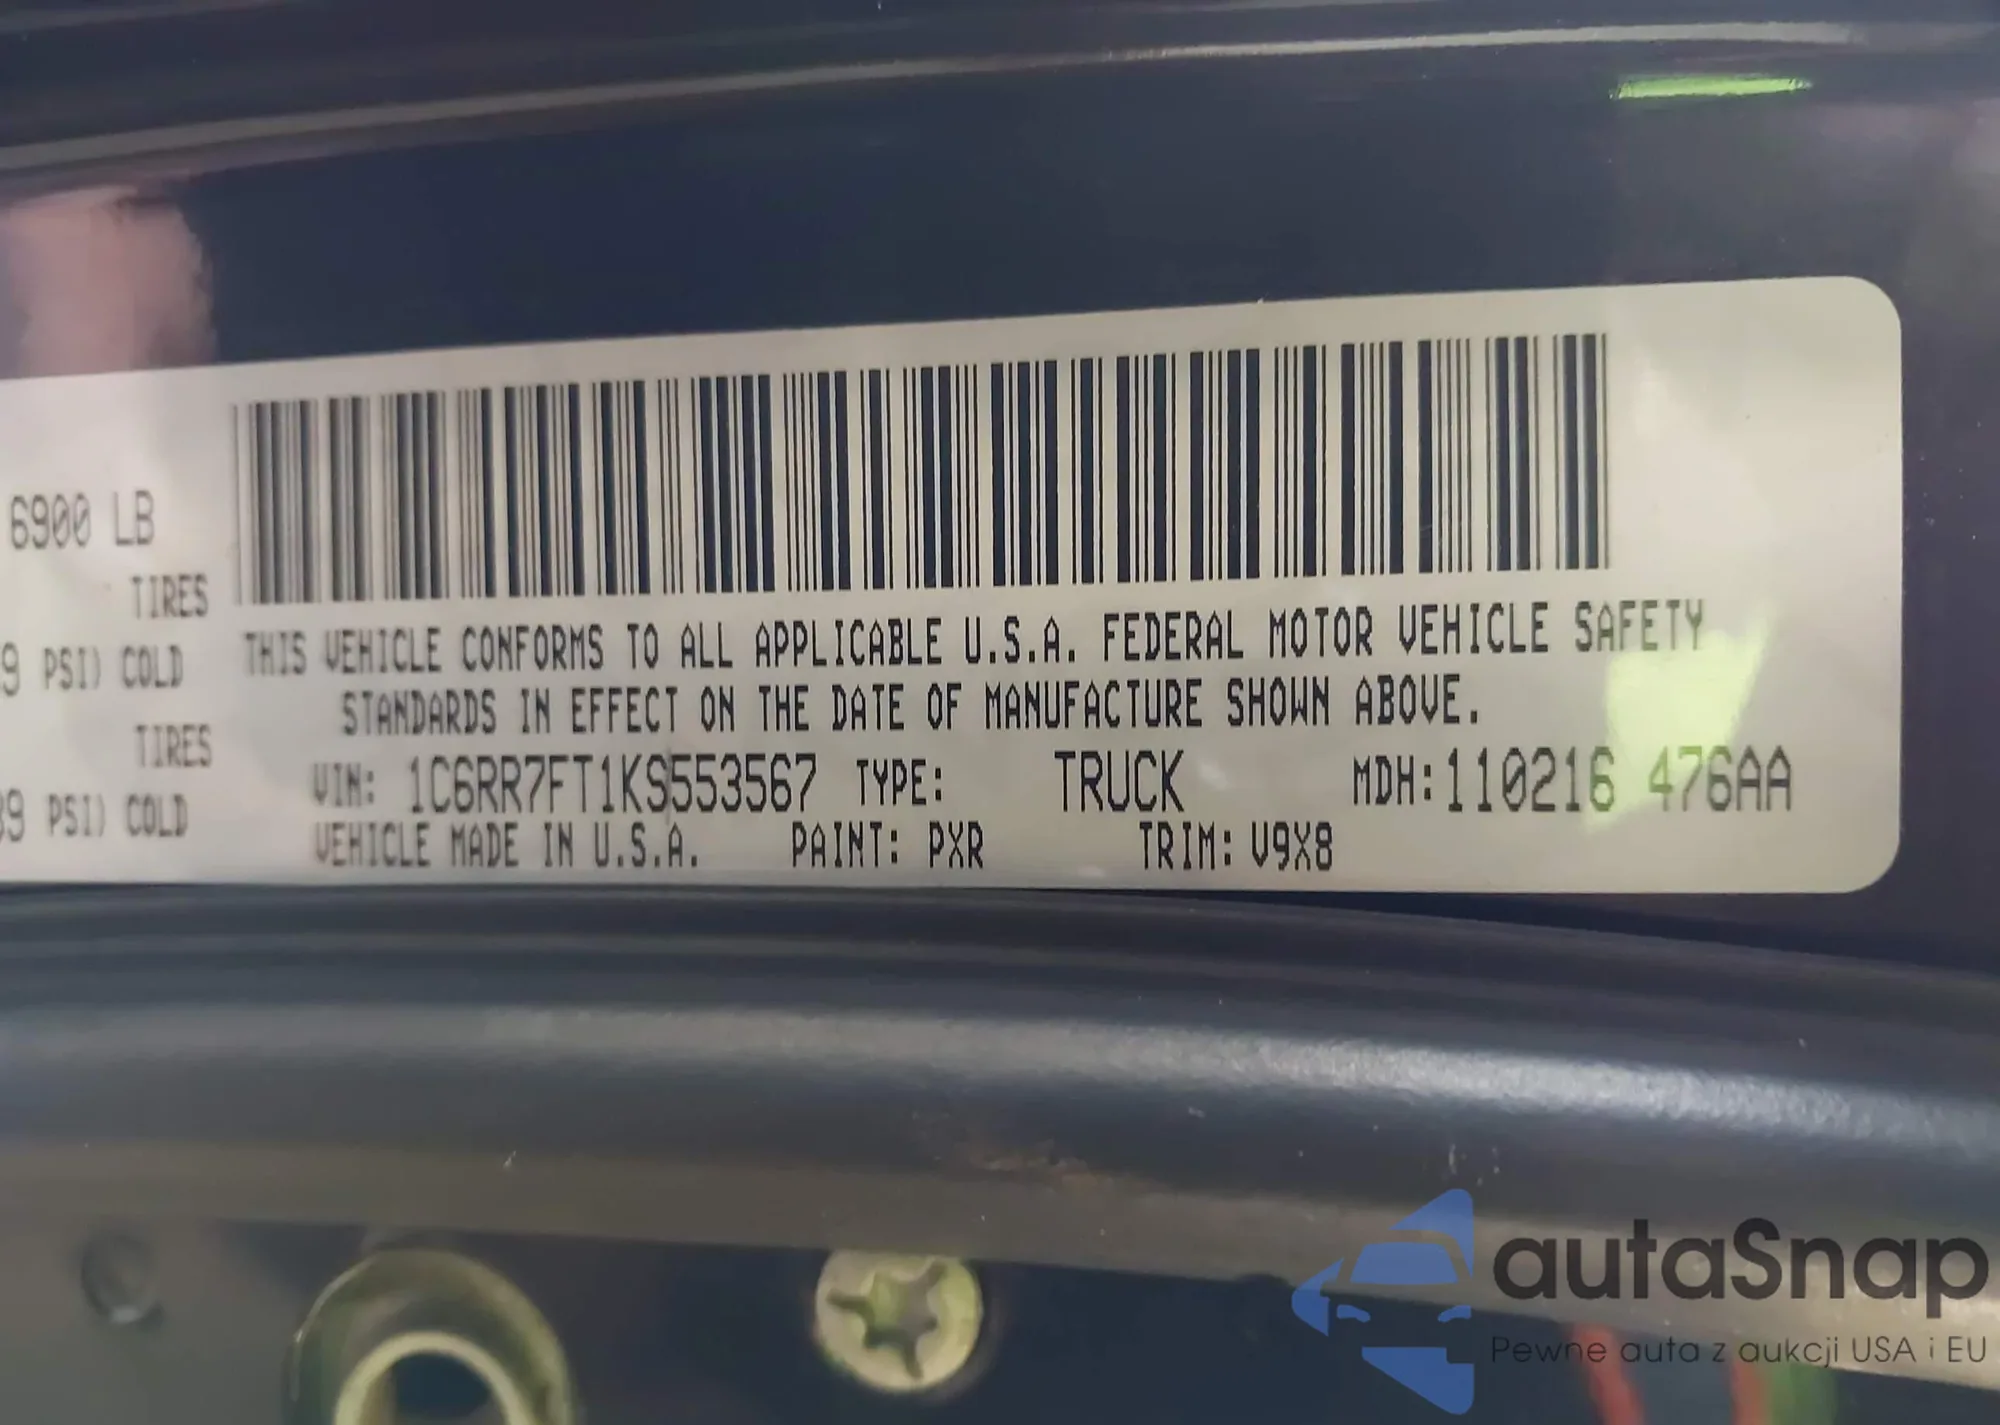 6900 LB
TIRES
9 PSI) COLD
TIRES
39 PSI) COLD
THIS VEHICLE CONFORMS TO ALL APPLICABLE U.S.A. FEDERAL MOTOR VEHICLE SAFETY
STANDARDS IN EFFECT ON THE DATE OF MANUFACTURE SHOWN ABOVE.
VIN: 1C6RR7FT1KS553567 TYPE: TRUCK MDH:110216 476AA
VEHICLE MADE IN U.S.A. PAINT: PXR TRIM: V9X8
autaSnap
Pewne auta z aukcji USA i EU